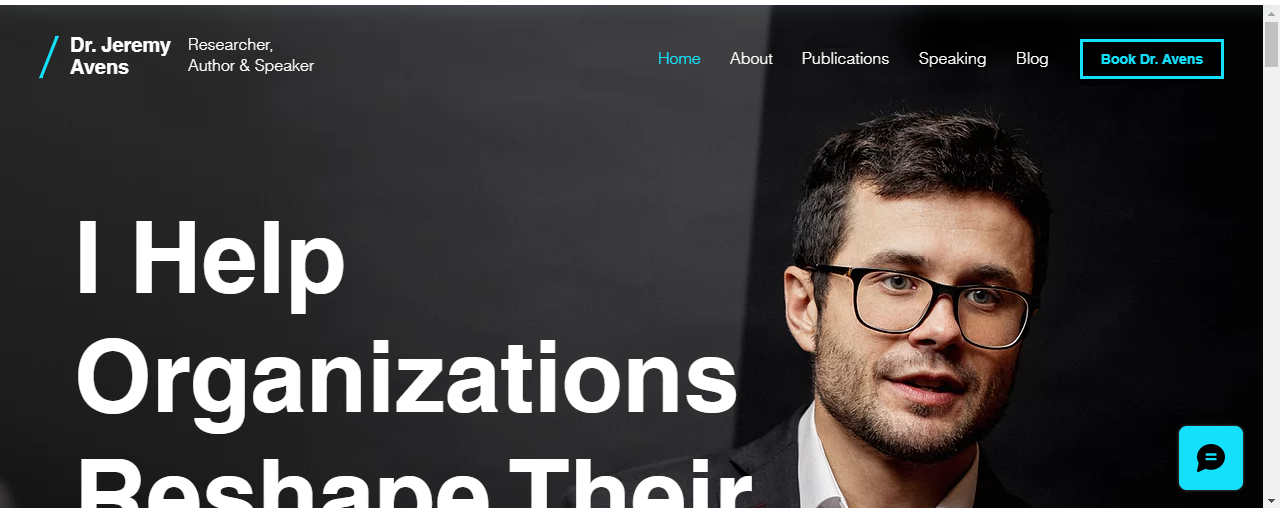 Dr. Jeremy
Avens
Researcher,
Author & Speaker
Home
About
Publications
Speaking
Blog
Book Dr. Avens
I Help
Organizations
Reshape Their